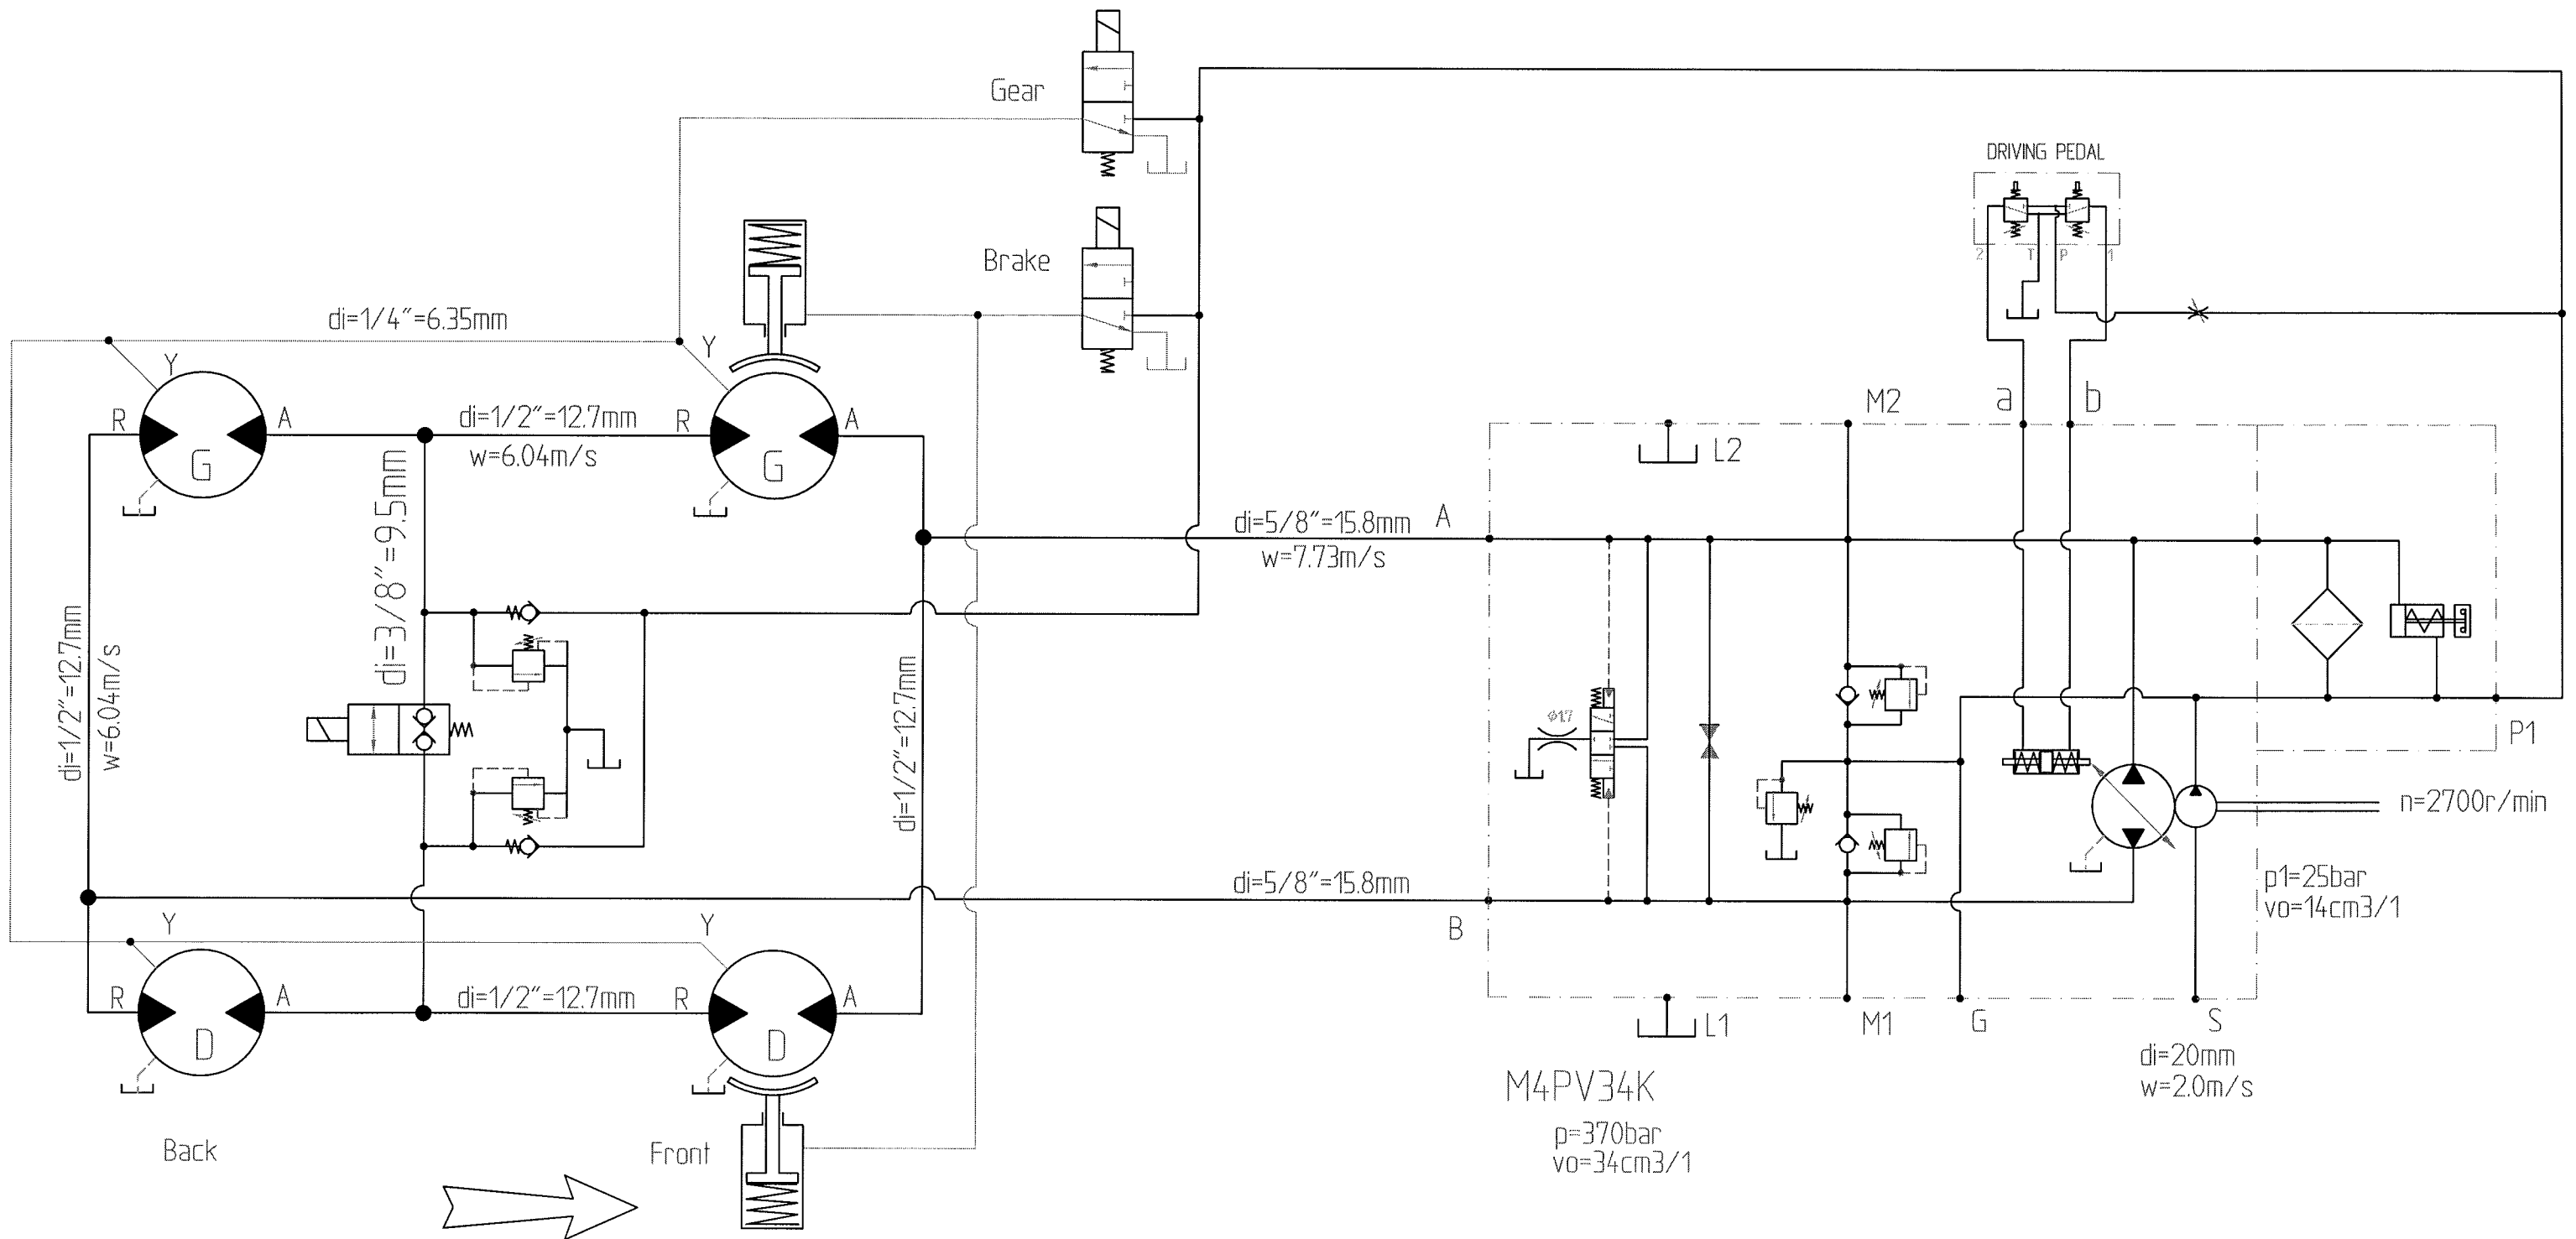 Gear
DRIVING PEDAL
2
T
P
1
Brake
di=1/4"=6.35mm
Y
Y
R
A
di=1/2"=12.7mm
w=6.04m/s
R
A
G
G
a
b
M2
L2
di=3/8"=9.5mm
di=5/8"=15.8mm
w=7.73m/s
A
di=1/2"=12.7mm
w=6.04m/s
di=1/2"=12.7mm
ø1.7
P1
n=2700r/min
p1=25bar
vo=14cm3/1
di=5/8"=15.8mm
B
Y
Y
R
A
di=1/2"=12.7mm
R
A
D
D
L1
M1
G
S
di=20mm
w=2.0m/s
M4PV34K
p=370bar
vo=34cm3/1
Back
Front